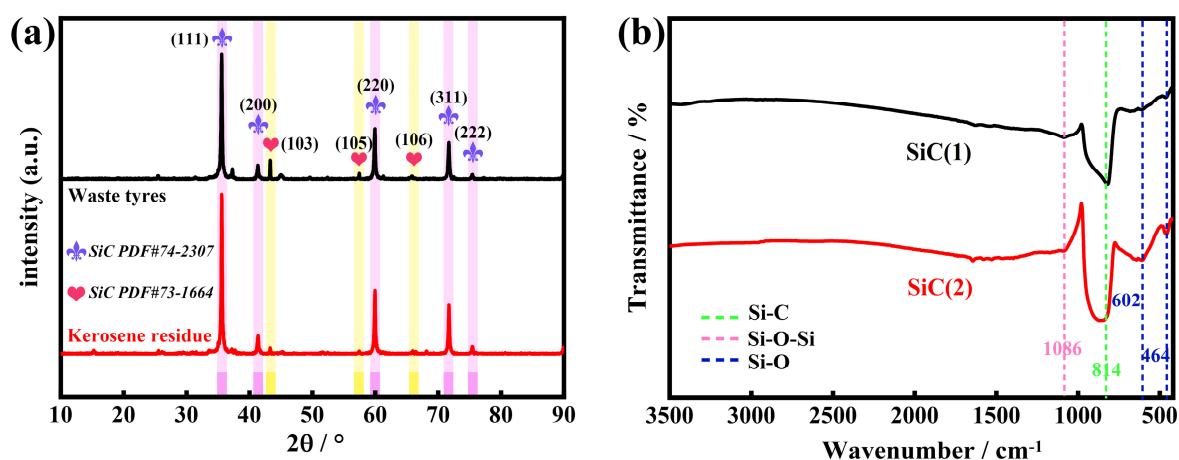 (a)
(111)
(200)
(103)
(105)
(220)
(106)
(311)
(222)
Waste tyres
SiC PDF#74-2307
SiC PDF#73-1664
Kerosene residue
intensity (a.u.)
10 20 30 40 50 60 70 80 90
2θ / °
(b)
SiC(1)
SiC(2)
Si-C
Si-O-Si
Si-O
1086
814
602
464
Transmittance / %
3500 3000 2500 2000 1500 1000 500
Wavenumber / cm⁻¹